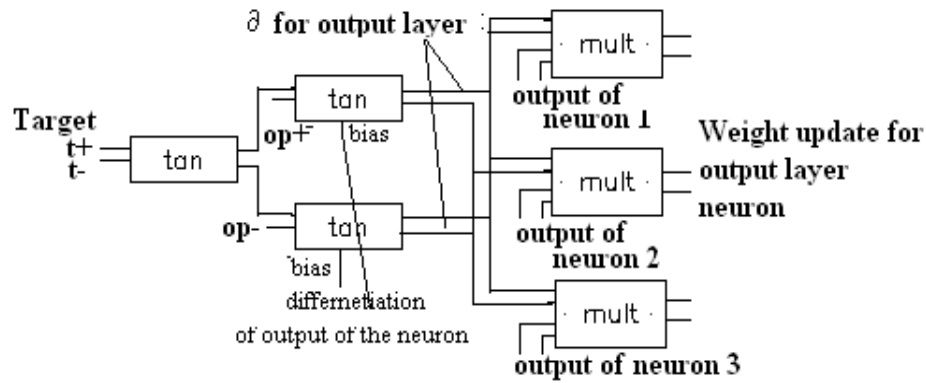 ∂ for output layer :
mult
output of
neuron 1
tan
op+-
bias
Target
t+
t-
tan
Weight update for
output layer
neuron
mult
output of
neuron 2
tan
op-
bias
differnetiation
of output of the neuron
mult
output of neuron 3